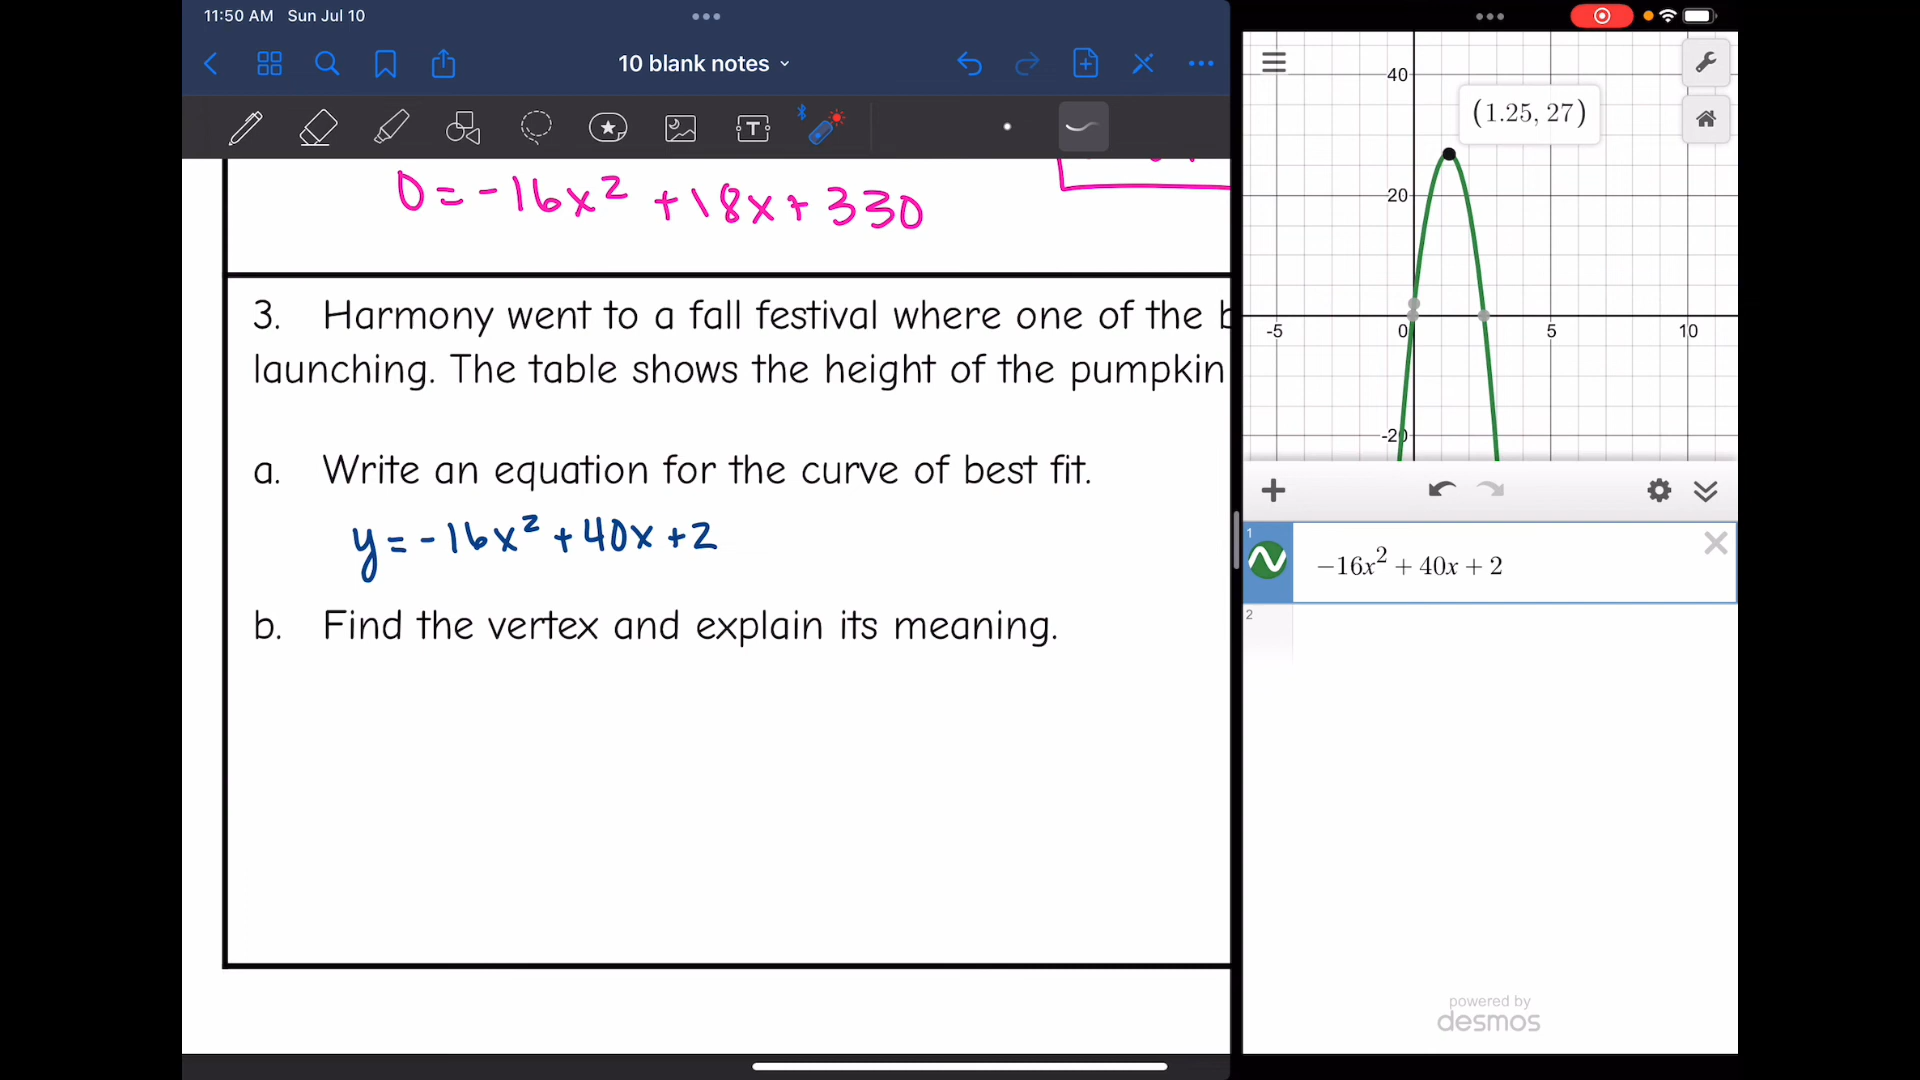 11:50 AM Sun Jul 10
10 blank notes
T
0 = -16x² + 18x + 330
3. Harmony went to a fall festival where one of the
launching. The table shows the height of the pumpkin
a. Write an equation for the curve of best fit.
y = -16x² + 40x + 2
b. Find the vertex and explain its meaning.
40
(1.25, 27)
20
-5
0
5
10
-20
1
−16x² + 40x + 2
2
powered by
desmos